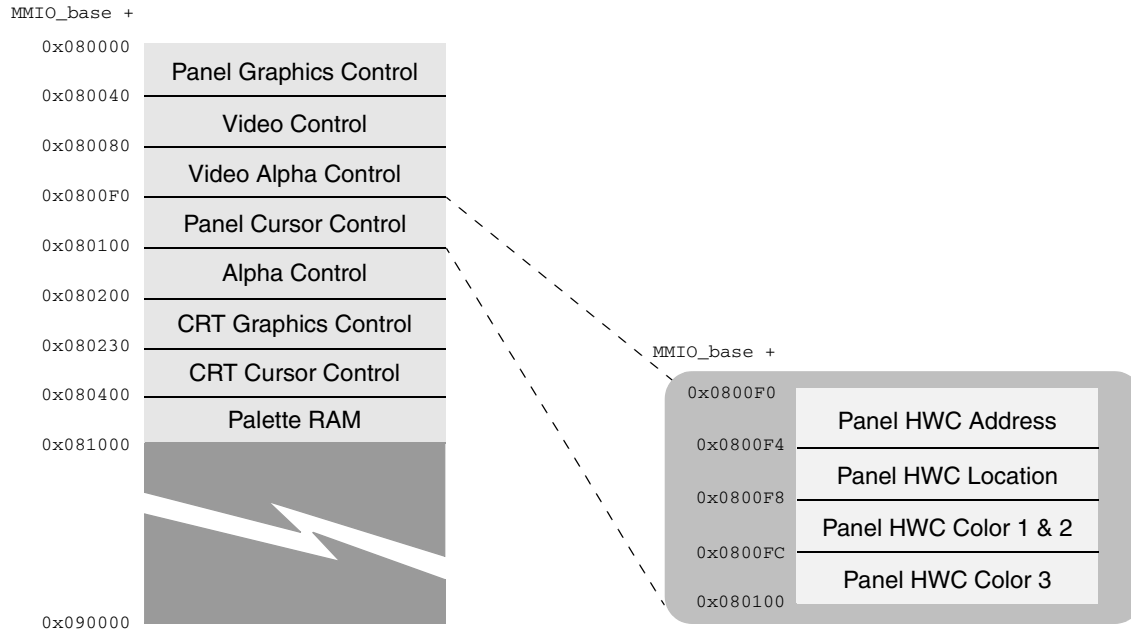 MMIO_base +
0x080000
Panel Graphics Control
0x080040
Video Control
0x080080
Video Alpha Control
0x0800F0
Panel Cursor Control
0x080100
Alpha Control
0x080200
CRT Graphics Control
0x080230
CRT Cursor Control
0x080400
Palette RAM
0x081000
0x090000
MMIO_base +
0x0800F0
Panel HWC Address
0x0800F4
Panel HWC Location
0x0800F8
Panel HWC Color 1 & 2
0x0800FC
Panel HWC Color 3
0x080100